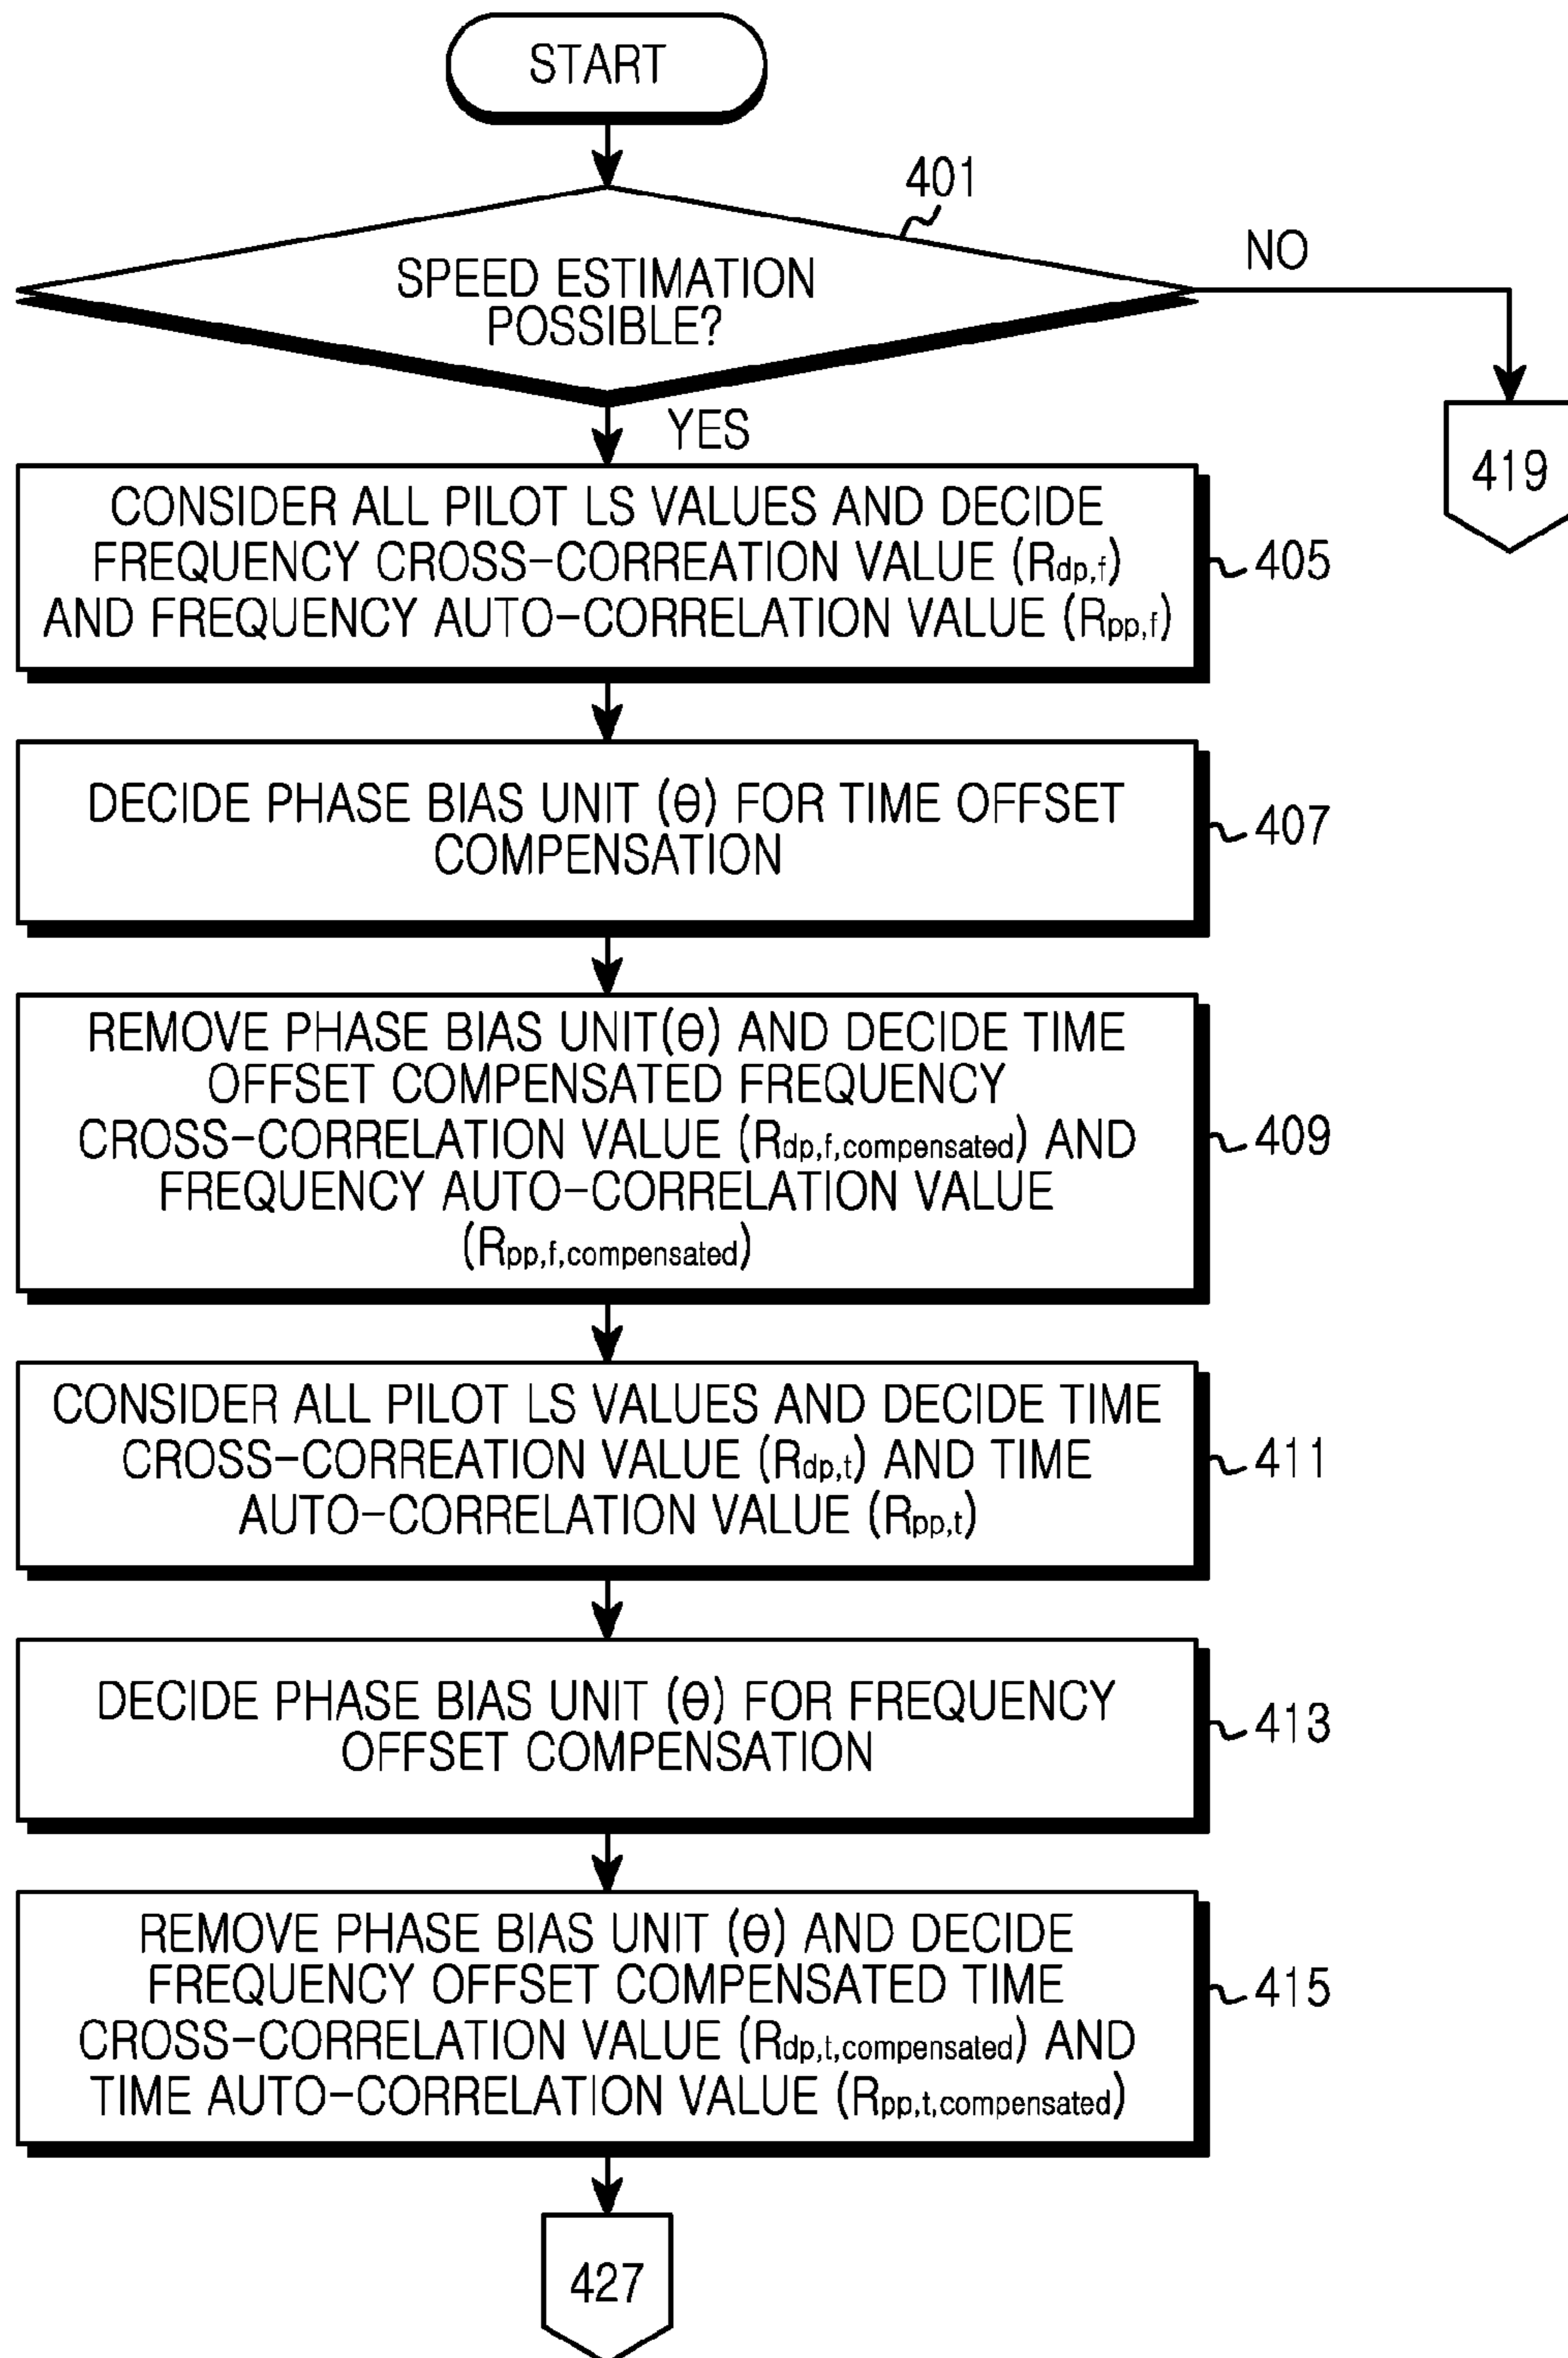 START
401
NO
SPEED ESTIMATION
POSSIBLE?
YES
419
CONSIDER ALL PILOT LS VALUES AND DECIDE
FREQUENCY CROSS-CORREATION VALUE (Rdp,f)
AND FREQUENCY AUTO-CORRELATION VALUE (Rpp,f)
405
DECIDE PHASE BIAS UNIT (θ) FOR TIME OFFSET
COMPENSATION
407
REMOVE PHASE BIAS UNIT(θ) AND DECIDE TIME
OFFSET COMPENSATED FREQUENCY
CROSS-CORRELATION VALUE (Rdp,f,compensated) AND
FREQUENCY AUTO-CORRELATION VALUE
(Rpp,f,compensated)
409
CONSIDER ALL PILOT LS VALUES AND DECIDE TIME
CROSS-CORREATION VALUE (Rdp,t) AND TIME
AUTO-CORRELATION VALUE (Rpp,t)
411
DECIDE PHASE BIAS UNIT (θ) FOR FREQUENCY
OFFSET COMPENSATION
413
REMOVE PHASE BIAS UNIT (θ) AND DECIDE
FREQUENCY OFFSET COMPENSATED TIME
CROSS-CORRELATION VALUE (Rdp,t,compensated) AND
TIME AUTO-CORRELATION VALUE (Rpp,t,compensated)
415
427